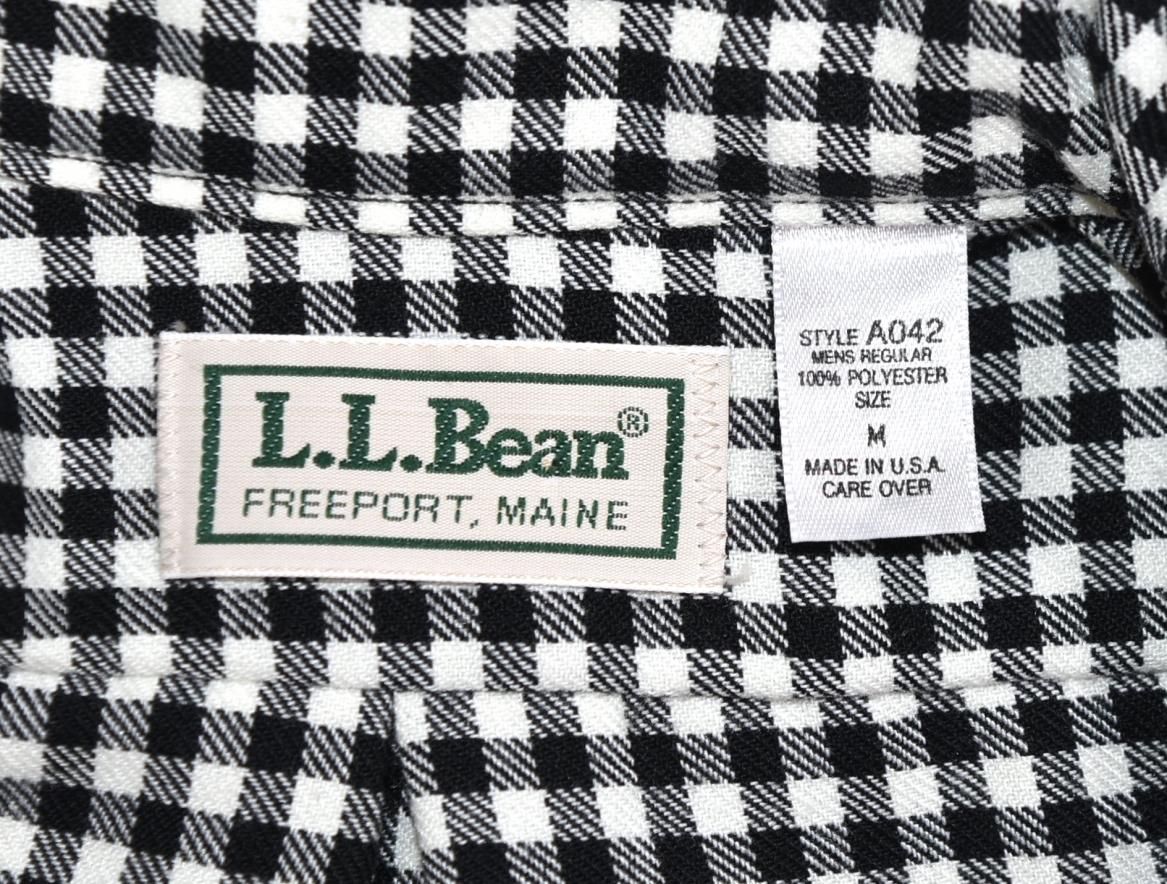 L.L.Bean®
FREEPORT, MAINE
STYLE A042
MENS REGULAR
100% POLYESTER
SIZE
M
MADE IN U.S.A.
CARE OVER